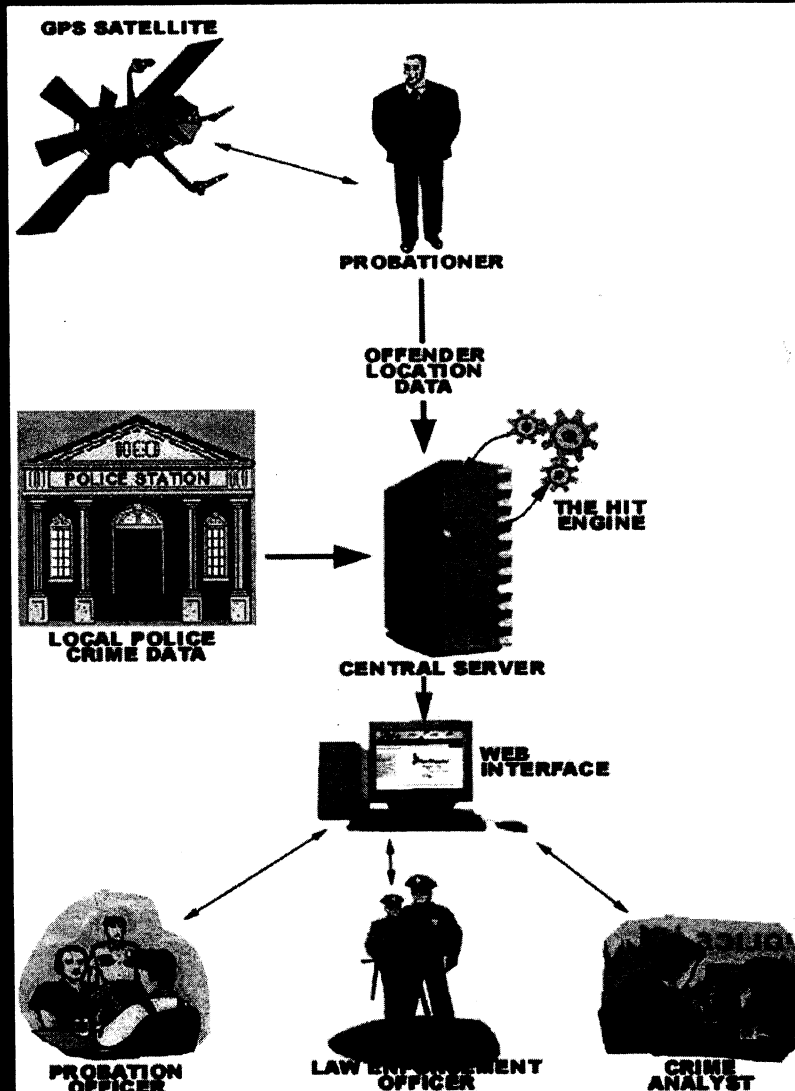 GPS SATELLITE
PROBATIONER
OFFENDER
LOCATION
DATA
POLICE STATION
THE HIT
ENGINE
LOCAL POLICE
CRIME DATA
CENTRAL SERVER
WEB
INTERFACE
PROBATION
OFFICER
LAW ENFORCEMENT
OFFICER
CRIME
ANALYST